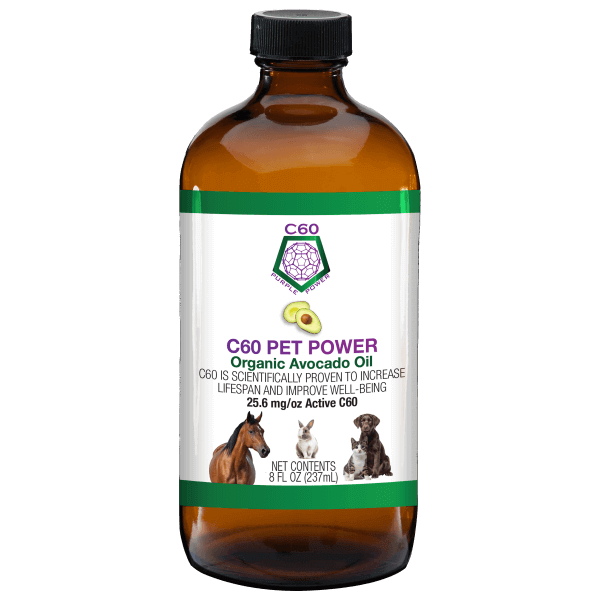 C60
PURPLE POWER
C60 PET POWER
Organic Avocado Oil
C60 IS SCIENTIFICALLY PROVEN TO INCREASE
LIFESPAN AND IMPROVE WELL-BEING
25.6 mg/oz Active C60
NET CONTENTS
8 FL OZ (237mL)